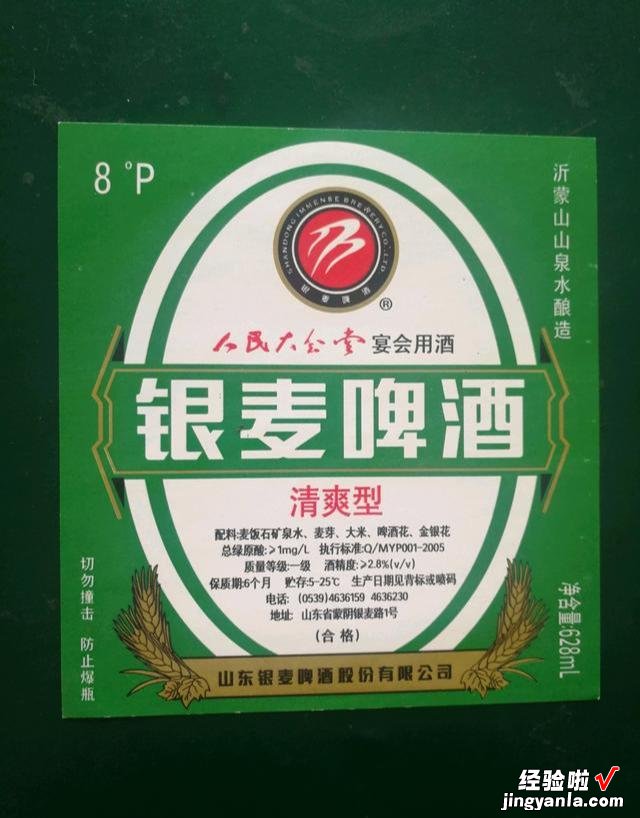 8°P
沂蒙山山泉水酿造
SHANDONG IMMENSE BREWERY CO.,LTD
®
人民大会堂 宴会用酒
银麦啤酒
清爽型
配料:麦饭石矿泉水、麦芽、大米、啤酒花、金银花
总绿原酸:≥1mg/L 执行标准:Q/MYP001-2005
质量等级:一级 酒精度:≥2.8%(v/v)
保质期:6个月 贮存:5-25℃ 生产日期见背标或喷码
电话: (0539)4636159 4636230
地址: 山东省蒙阴银麦路1号
(合格)
切勿撞击 防止爆瓶
净含量:628mL
山东银麦啤酒股份有限公司
经验啦√
jingyanla.com